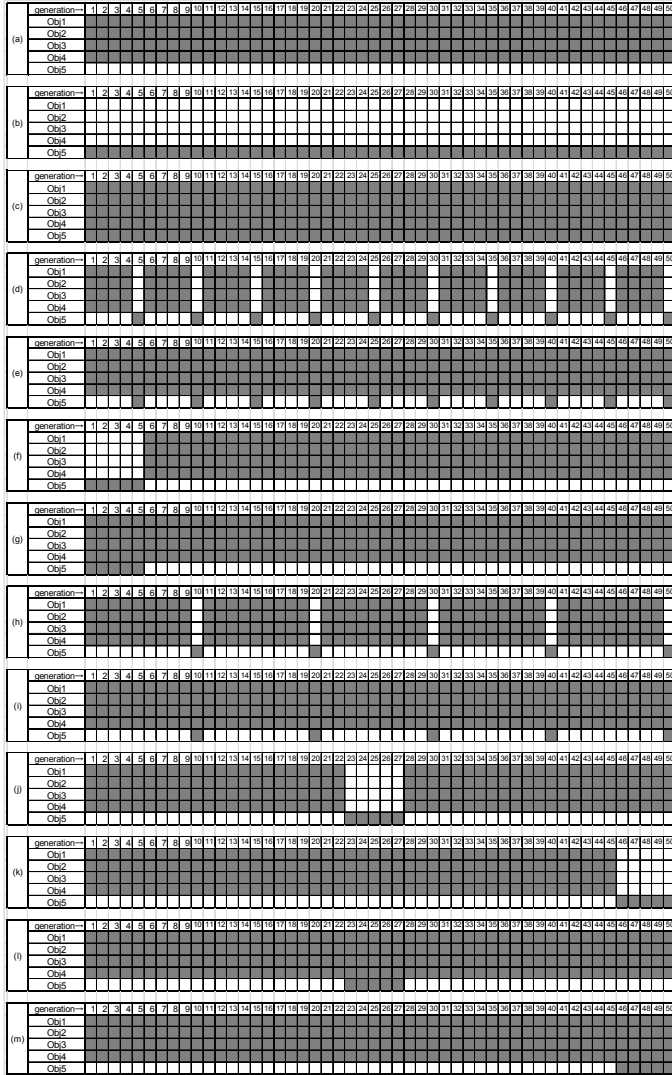 generation→ 1 2 3 4 5 6 7 8 9 10 11 12 13 14 15 16 17 18 19 20 21 22 23 24 25 26 27 28 29 30 31 32 33 34 35 36 37 38 39 40 41 42 43 44 45 46 47 48 49 50
Obj1
Obj2
(a) Obj3
Obj4
Obj5
generation→ 1 2 3 4 5 6 7 8 9 10 11 12 13 14 15 16 17 18 19 20 21 22 23 24 25 26 27 28 29 30 31 32 33 34 35 36 37 38 39 40 41 42 43 44 45 46 47 48 49 50
Obj1
Obj2
(b) Obj3
Obj4
Obj5
generation→ 1 2 3 4 5 6 7 8 9 10 11 12 13 14 15 16 17 18 19 20 21 22 23 24 25 26 27 28 29 30 31 32 33 34 35 36 37 38 39 40 41 42 43 44 45 46 47 48 49 50
Obj1
Obj2
(c) Obj3
Obj4
Obj5
generation→ 1 2 3 4 5 6 7 8 9 10 11 12 13 14 15 16 17 18 19 20 21 22 23 24 25 26 27 28 29 30 31 32 33 34 35 36 37 38 39 40 41 42 43 44 45 46 47 48 49 50
Obj1
Obj2
(d) Obj3
Obj4
Obj5
generation→ 1 2 3 4 5 6 7 8 9 10 11 12 13 14 15 16 17 18 19 20 21 22 23 24 25 26 27 28 29 30 31 32 33 34 35 36 37 38 39 40 41 42 43 44 45 46 47 48 49 50
Obj1
Obj2
(e) Obj3
Obj4
Obj5
generation→ 1 2 3 4 5 6 7 8 9 10 11 12 13 14 15 16 17 18 19 20 21 22 23 24 25 26 27 28 29 30 31 32 33 34 35 36 37 38 39 40 41 42 43 44 45 46 47 48 49 50
Obj1
Obj2
(f) Obj3
Obj4
Obj5
generation→ 1 2 3 4 5 6 7 8 9 10 11 12 13 14 15 16 17 18 19 20 21 22 23 24 25 26 27 28 29 30 31 32 33 34 35 36 37 38 39 40 41 42 43 44 45 46 47 48 49 50
Obj1
Obj2
(g) Obj3
Obj4
Obj5
generation→ 1 2 3 4 5 6 7 8 9 10 11 12 13 14 15 16 17 18 19 20 21 22 23 24 25 26 27 28 29 30 31 32 33 34 35 36 37 38 39 40 41 42 43 44 45 46 47 48 49 50
Obj1
Obj2
(h) Obj3
Obj4
Obj5
generation→ 1 2 3 4 5 6 7 8 9 10 11 12 13 14 15 16 17 18 19 20 21 22 23 24 25 26 27 28 29 30 31 32 33 34 35 36 37 38 39 40 41 42 43 44 45 46 47 48 49 50
Obj1
Obj2
(i) Obj3
Obj4
Obj5
generation→ 1 2 3 4 5 6 7 8 9 10 11 12 13 14 15 16 17 18 19 20 21 22 23 24 25 26 27 28 29 30 31 32 33 34 35 36 37 38 39 40 41 42 43 44 45 46 47 48 49 50
Obj1
Obj2
(j) Obj3
Obj4
Obj5
generation→ 1 2 3 4 5 6 7 8 9 10 11 12 13 14 15 16 17 18 19 20 21 22 23 24 25 26 27 28 29 30 31 32 33 34 35 36 37 38 39 40 41 42 43 44 45 46 47 48 49 50
Obj1
Obj2
(k) Obj3
Obj4
Obj5
generation→ 1 2 3 4 5 6 7 8 9 10 11 12 13 14 15 16 17 18 19 20 21 22 23 24 25 26 27 28 29 30 31 32 33 34 35 36 37 38 39 40 41 42 43 44 45 46 47 48 49 50
Obj1
Obj2
(l) Obj3
Obj4
Obj5
generation→ 1 2 3 4 5 6 7 8 9 10 11 12 13 14 15 16 17 18 19 20 21 22 23 24 25 26 27 28 29 30 31 32 33 34 35 36 37 38 39 40 41 42 43 44 45 46 47 48 49 50
Obj1
Obj2
(m) Obj3
Obj4
Obj5